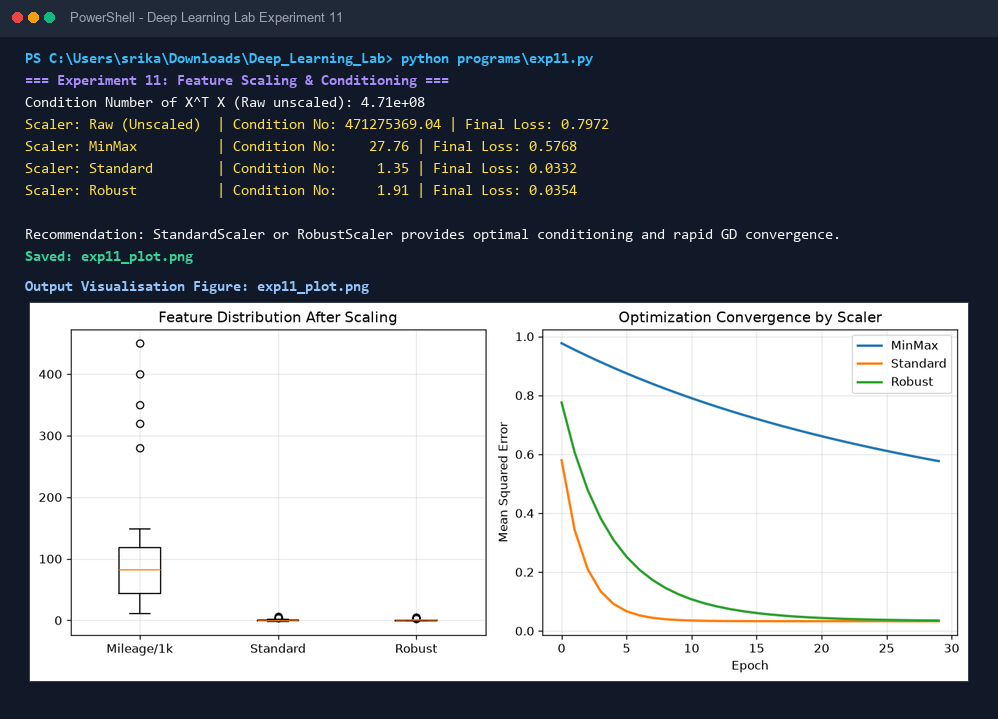 PowerShell - Deep Learning Lab Experiment 11
PS C:\Users\srika\Downloads\Deep_Learning_Lab> python programs\exp11.py
=== Experiment 11: Feature Scaling & Conditioning ===
Condition Number of X^T X (Raw unscaled): 4.71e+08
Scaler: Raw (Unscaled) | Condition No: 471275369.04 | Final Loss: 0.7972
Scaler: MinMax | Condition No: 27.76 | Final Loss: 0.5768
Scaler: Standard | Condition No: 1.35 | Final Loss: 0.0332
Scaler: Robust | Condition No: 1.91 | Final Loss: 0.0354
Recommendation: StandardScaler or RobustScaler provides optimal conditioning and rapid GD convergence.
Saved: exp11_plot.png
Output Visualisation Figure: exp11_plot.png
Feature Distribution After Scaling
400
300
200
100
0
Mileage/1k Standard Robust
Optimization Convergence by Scaler
MinMax
Standard
Robust
Mean Squared Error
1.0
0.8
0.6
0.4
0.2
0.0
0 5 10 15 20 25 30
Epoch